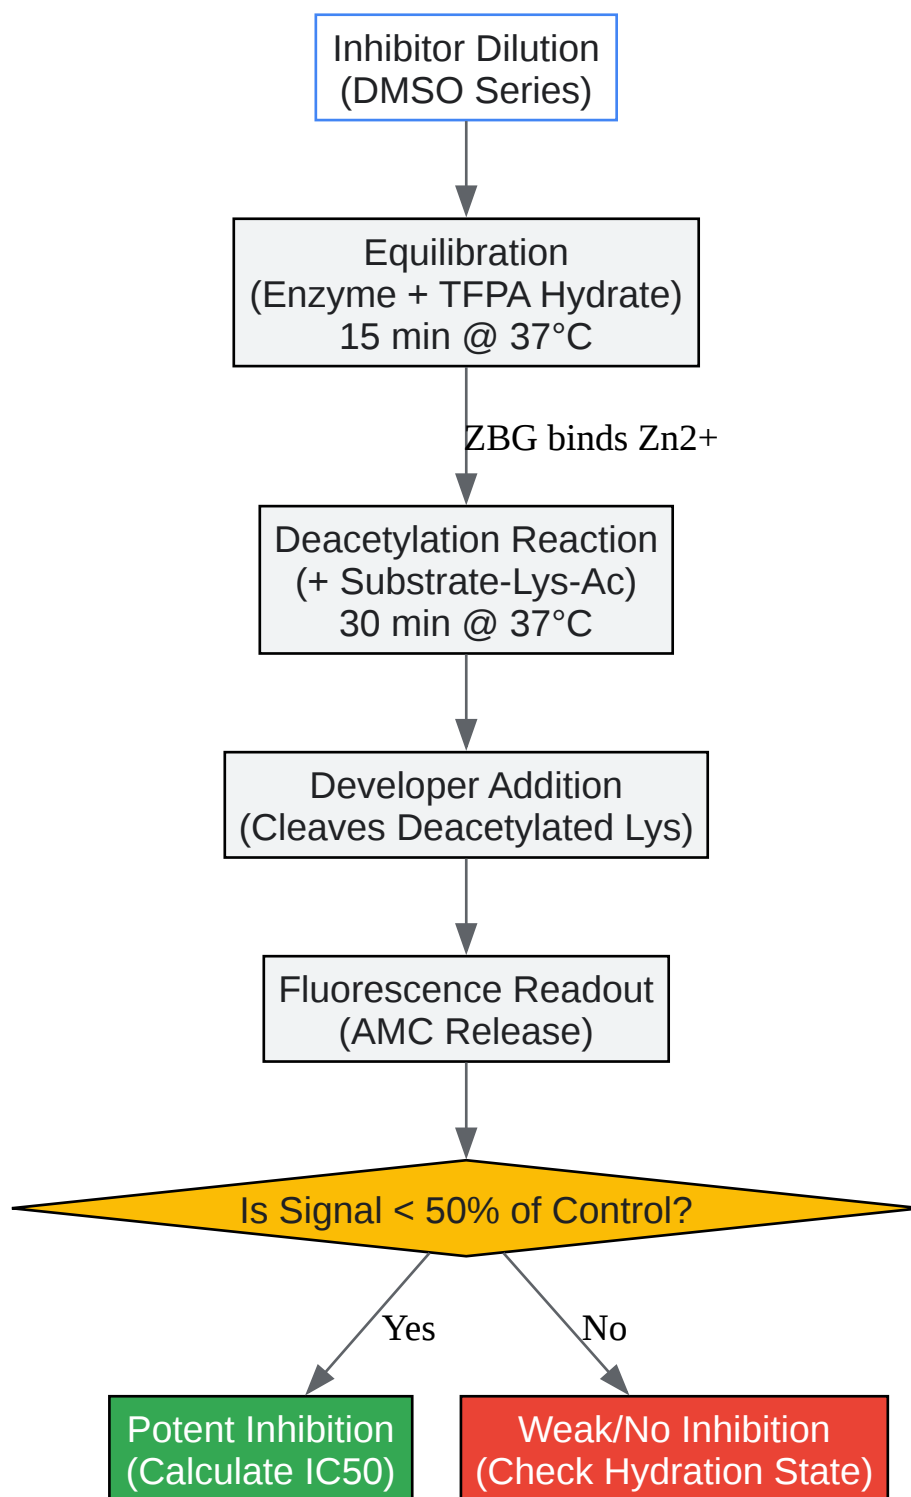 Inhibitor Dilution
(DMSO Series)
Equilibration
(Enzyme + TFPA Hydrate)
15 min @ 37°C
ZBG binds Zn2+
Deacetylation Reaction
(+ Substrate-Lys-Ac)
30 min @ 37°C
Developer Addition
(Cleaves Deacetylated Lys)
Fluorescence Readout
(AMC Release)
Is Signal < 50% of Control?
Yes
No
Potent Inhibition
(Calculate IC50)
Weak/No Inhibition
(Check Hydration State)